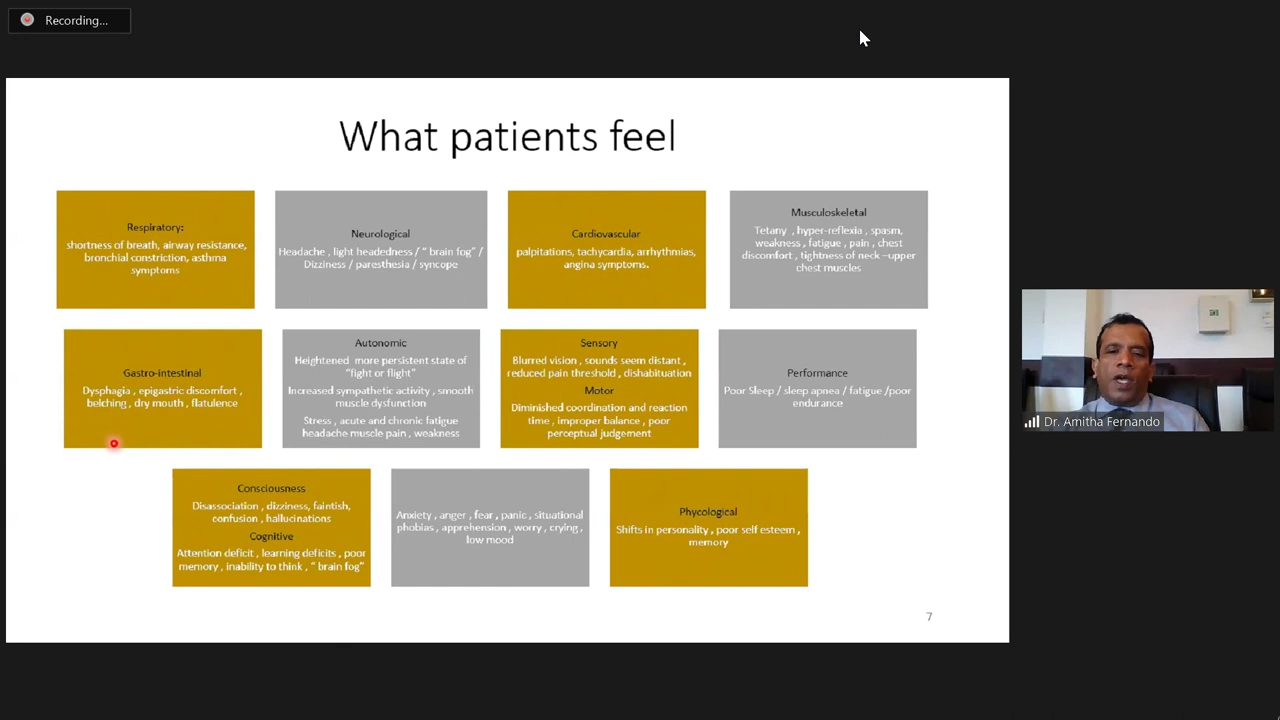 Recording...
What patients feel
Respiratory:
shortness of breath, airway resistance,
bronchial constriction, asthma
symptoms
Neurological
Headache , light headedness / “ brain fog” /
Dizziness / paresthesia / syncope
Cardiovascular
palpitations, tachycardia, arrhythmias,
angina symptoms.
Musculoskeletal
Tetany , hyper-reflexia , spasm,
weakness , fatigue , pain , chest
discomfort , tightness of neck –upper
chest muscles
Gastro-intestinal
Dysphagia , epigastric discomfort ,
belching , dry mouth , flatulence
Autonomic
Heightened more persistent state of
“fight or flight”
Increased sympathetic activity , smooth
muscle dysfunction
Stress , acute and chronic fatigue
headache muscle pain , weakness
Sensory
Blurred vision , sounds seem distant ,
reduced pain threshold , dishabituation
Motor
Diminished coordination and reaction
time , improper balance , poor
perceptual judgement
Performance
Poor Sleep / sleep apnea / fatigue /poor
endurance
Consciousness
Disassociation , dizziness, faintish,
confusion , hallucinations
Cognitive
Attention deficit , learning deficits , poor
memory , inability to think , “ brain fog”
Anxiety , anger , fear , panic , situational
phobias , apprehension , worry , crying ,
low mood
Phycological
Shifts in personality , poor self esteem ,
memory
7
Dr. Amitha Fernando